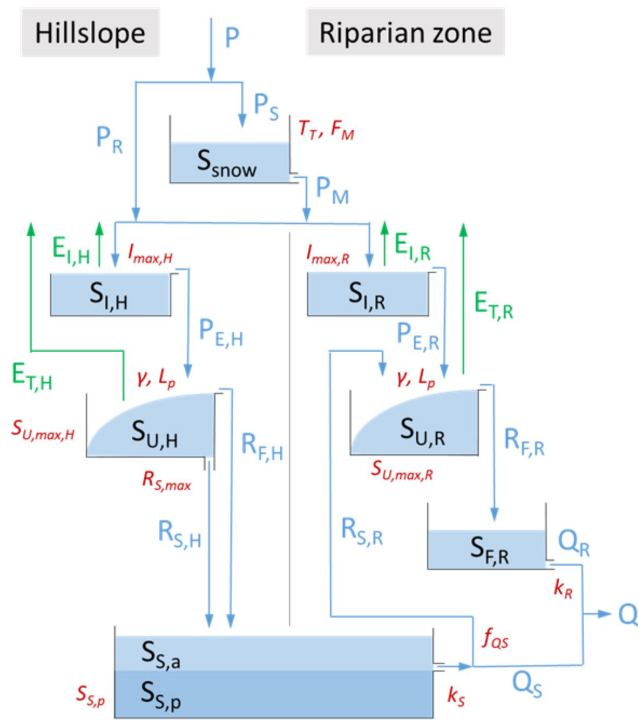 Hillslope
Riparian zone
P
P_S
P_R
T_T, F_M
S_snow
P_M
E_I,H
I_max,H
I_max,R
E_I,R
S_I,H
S_I,R
E_T,R
P_E,H
P_E,R
E_T,H
γ, L_p
γ, L_p
S_U,max,H
S_U,H
S_U,R
R_F,H
R_F,R
R_S,max
S_U,max,R
R_S,H
R_S,R
S_F,R
Q_R
k_R
Q
f_QS
S_S,a
S_S,p
S_S,p
k_S
Q_S